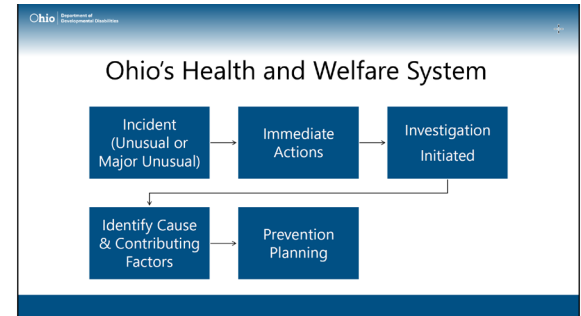 Ohio
Department of
Developmental Disabilities
Ohio's Health and Welfare System
Incident
(Unusual or
Major Unusual)
Immediate
Actions
Investigation
Initiated
Identify Cause
& Contributing
Factors
Prevention
Planning